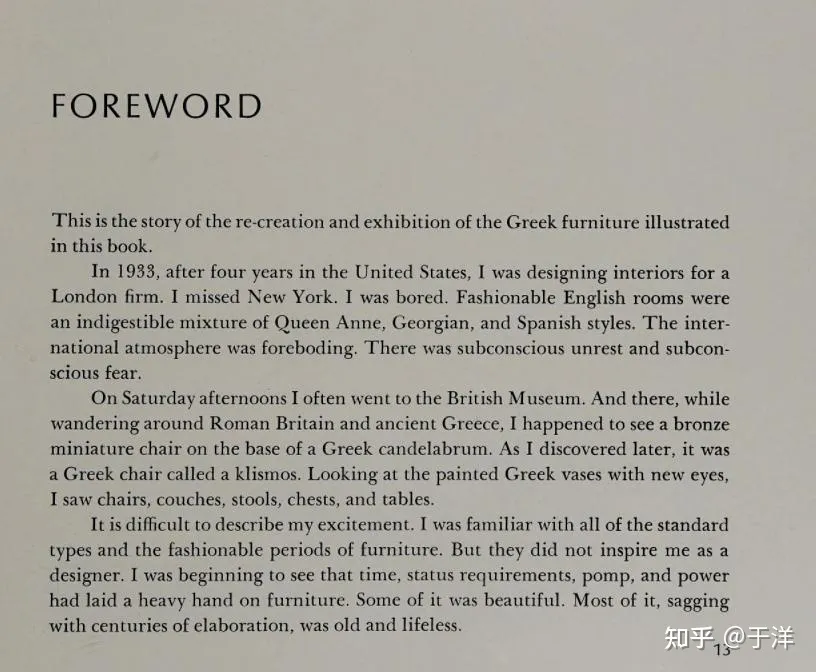 FOREWORD
This is the story of the re-creation and exhibition of the Greek furniture illustrated
in this book.
In 1933, after four years in the United States, I was designing interiors for a
London firm. I missed New York. I was bored. Fashionable English rooms were
an indigestible mixture of Queen Anne, Georgian, and Spanish styles. The inter-
national atmosphere was foreboding. There was subconscious unrest and subcon-
scious fear.
On Saturday afternoons I often went to the British Museum. And there, while
wandering around Roman Britain and ancient Greece, I happened to see a bronze
miniature chair on the base of a Greek candelabrum. As I discovered later, it was
a Greek chair called a klismos. Looking at the painted Greek vases with new eyes,
I saw chairs, couches, stools, chests, and tables.
It is difficult to describe my excitement. I was familiar with all of the standard
types and the fashionable periods of furniture. But they did not inspire me as a
designer. I was beginning to see that time, status requirements, pomp, and power
had laid a heavy hand on furniture. Some of it was beautiful. Most of it, sagging
with centuries of elaboration, was old and lifeless.
知乎 @于洋
13